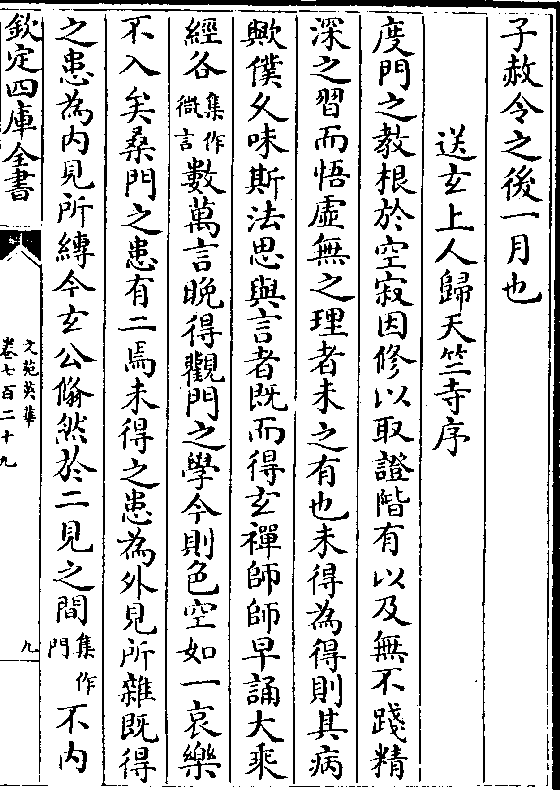 子赦令之後一月也
送玄上人歸天竺寺序
度門之教根於空寂因修以取證階有以及無不踐精
深之習而悟虛無之理者未之有也未得為得則其病
歟僕久味斯法思與言者既而得玄禪師師早誦大乘
經各集作微言數萬言晚得觀門之學今則色空如一哀樂
不入矣桑門之患有二焉未得之患為外見所雜既得
之患為内見所縛今玄公翛然於二見之間集作門不内
欽定四庫全書
文苑英華
卷七百二十九
九